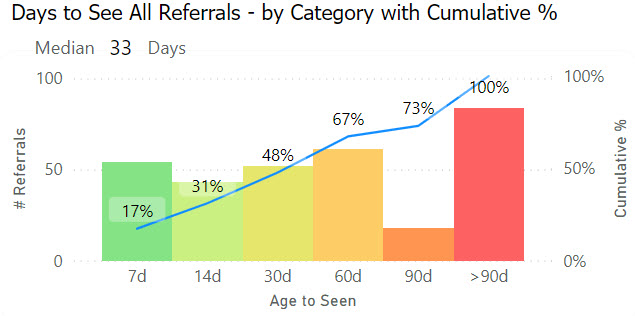 Days to See All Referrals - by Category with Cumulative %
Median 33 Days
100
50
0
# Referrals
17%
31%
48%
67%
73%
100%
100%
50%
0%
Cumulative %
7d 14d 30d 60d 90d >90d
Age to Seen